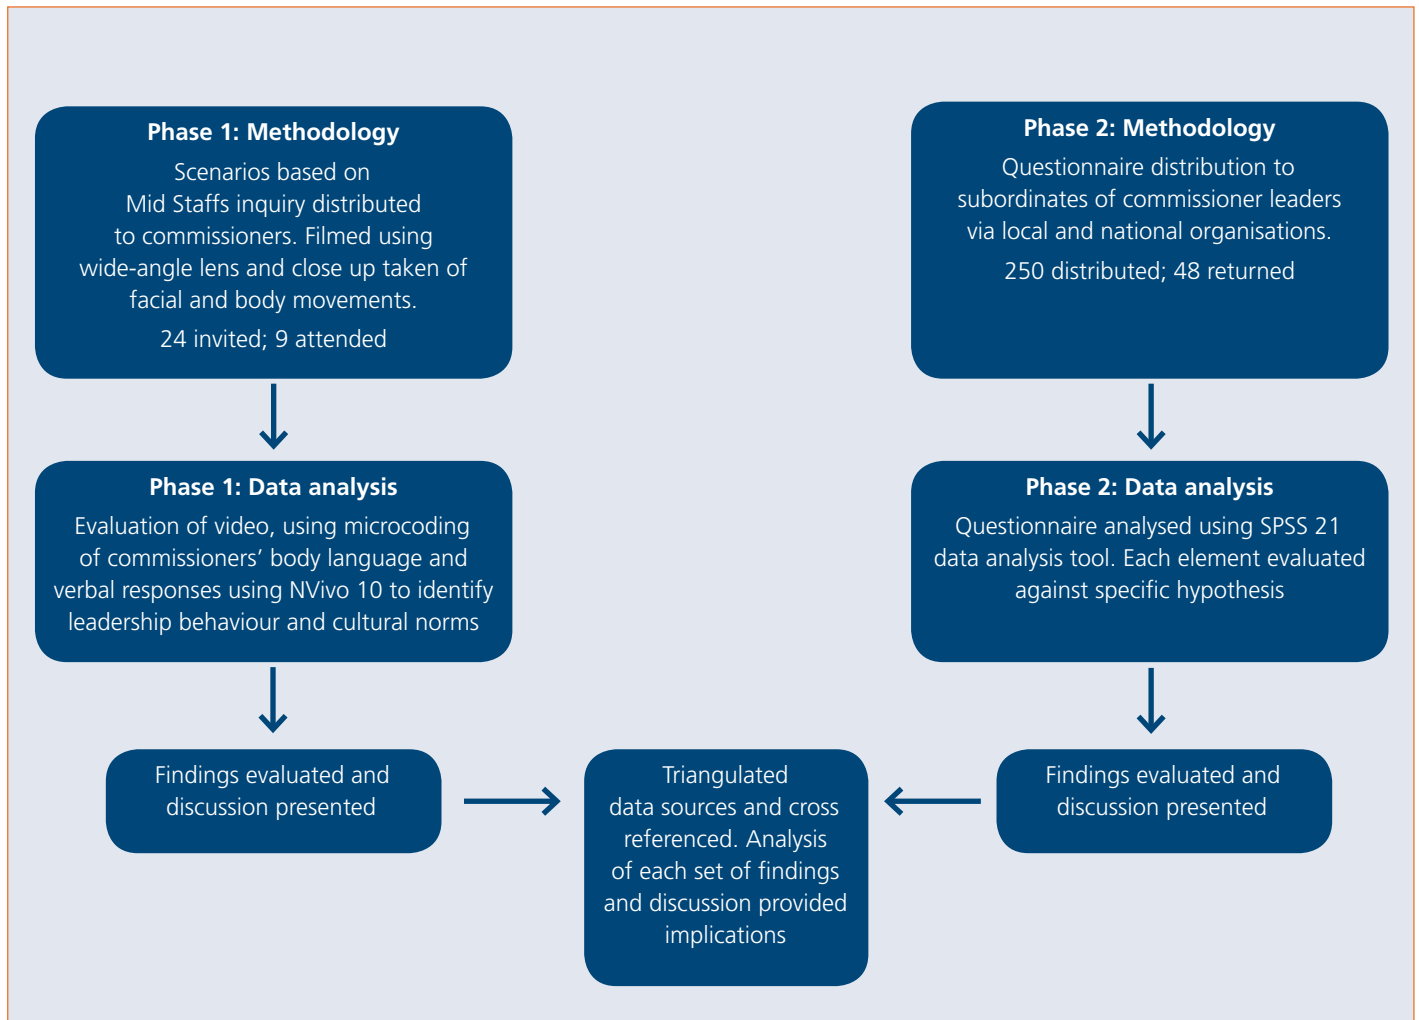 Phase 1: Methodology
Scenarios based on
Mid Staffs inquiry distributed
to commissioners. Filmed using
wide-angle lens and close up taken of
facial and body movements.
24 invited; 9 attended
Phase 2: Methodology
Questionnaire distribution to
subordinates of commissioner leaders
via local and national organisations.
250 distributed; 48 returned
Phase 1: Data analysis
Evaluation of video, using microcoding
of commissioners’ body language and
verbal responses using NVivo 10 to identify
leadership behaviour and cultural norms
Phase 2: Data analysis
Questionnaire analysed using SPSS 21
data analysis tool. Each element evaluated
against specific hypothesis
Findings evaluated and
discussion presented
Triangulated
data sources and cross
referenced. Analysis
of each set of findings
and discussion provided
implications
Findings evaluated and
discussion presented